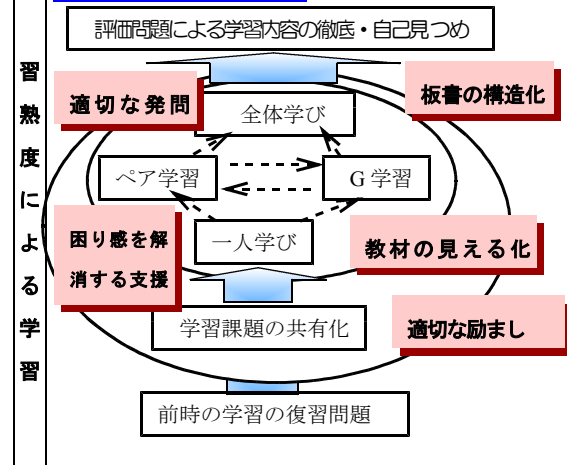 評価問題による学習内容の徹底・自己見つめ
習熟度による学習
適切な発問
板書の構造化
全体学び
ペア学習
G学習
一人学び
困り感を解
消する支援
教材の見える化
学習課題の共有化
適切な励まし
前時の学習の復習問題